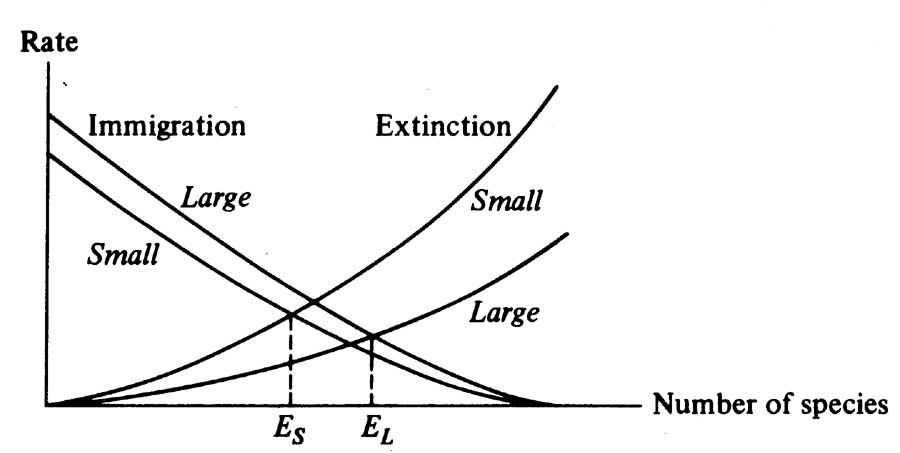 Rate
Immigration
Extinction
Large
Small
Small
Large
Number of species
E_S
E_L